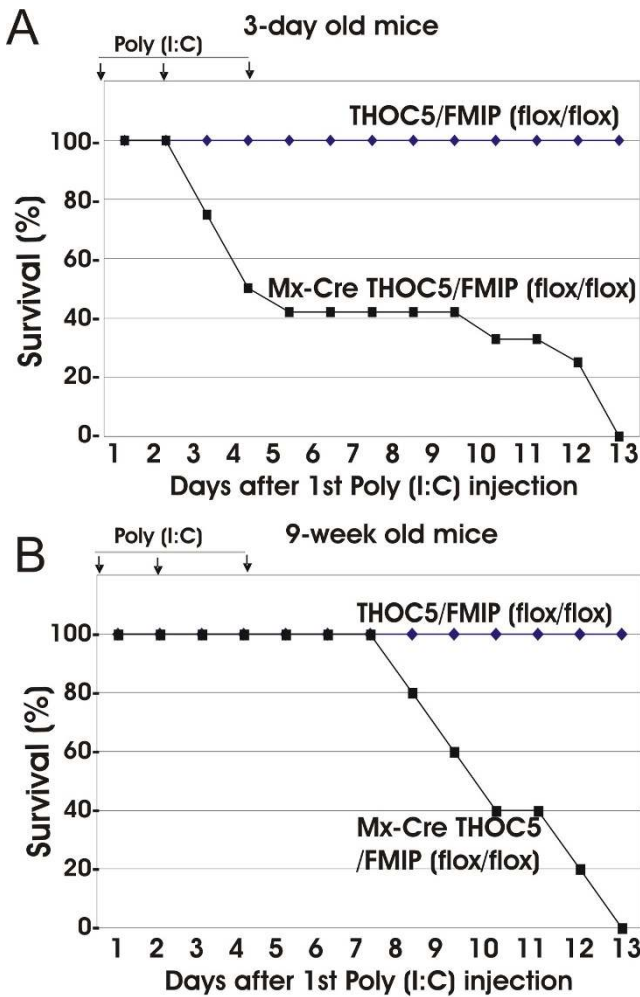 A
3-day old mice
Poly (I:C)
THOC5/FMIP (flox/flox)
Mx-Cre THOC5/FMIP (flox/flox)
Survival (%)
100-
80-
60-
40-
20-
0-
1 2 3 4 5 6 7 8 9 10 11 12 13
Days after 1st Poly (I:C) injection
B
9-week old mice
Poly (I:C)
THOC5/FMIP (flox/flox)
Mx-Cre THOC5
/FMIP (flox/flox)
Survival (%)
100-
80-
60-
40-
20-
0-
1 2 3 4 5 6 7 8 9 10 11 12 13
Days after 1st Poly (I:C) injection